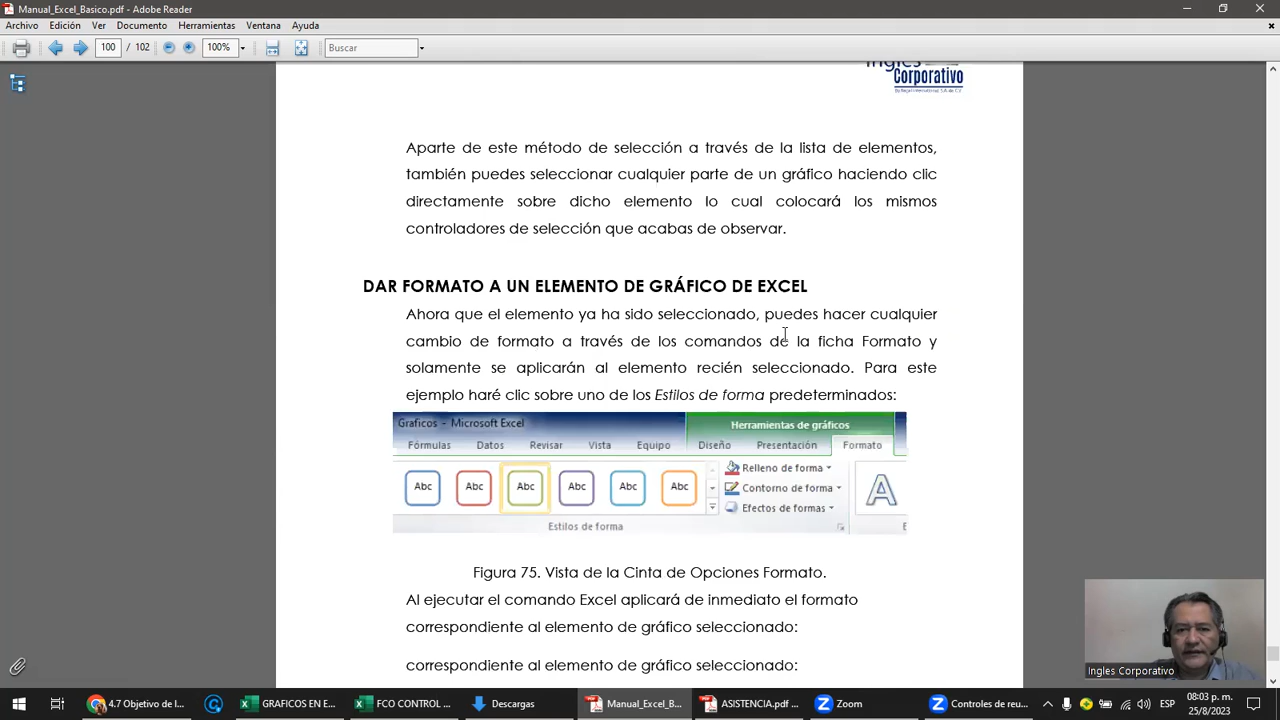 Manual_Excel_Basico.pdf - Adobe Reader
Archivo Edición Ver Documento Herramientas Ventana Ayuda
100 / 102 100% Buscar
Ingles
Corporativo
Aparte de este método de selección a través de la lista de elementos,
también puedes seleccionar cualquier parte de un gráfico haciendo clic
directamente sobre dicho elemento lo cual colocará los mismos
controladores de selección que acabas de observar.
DAR FORMATO A UN ELEMENTO DE GRÁFICO DE EXCEL
Ahora que el elemento ya ha sido seleccionado, puedes hacer cualquier
cambio de formato a través de los comandos de la ficha Formato y
solamente se aplicarán al elemento recién seleccionado. Para este
ejemplo haré clic sobre uno de los Estilos de forma predeterminados:
Graficos - Microsoft Excel Herramientas de gráficos
Fórmulas Datos Revisar Vista Equipo Diseño Presentación Formato
Abc Abc Abc Abc Abc Abc
Relleno de forma
Contorno de forma
Efectos de formas
A
Estilos de forma
Figura 75. Vista de la Cinta de Opciones Formato.
Al ejecutar el comando Excel aplicará de inmediato el formato
correspondiente al elemento de gráfico seleccionado:
correspondiente al elemento de gráfico seleccionado:
Ingles Corporativo
4.7 Objetivo de l... GRAFICOS EN E... FCO CONTROL ... Descargas Manual_Excel_B... ASISTENCIA.pdf ... Zoom Controles de reu... ESP
08:03 p. m.
25/8/2023